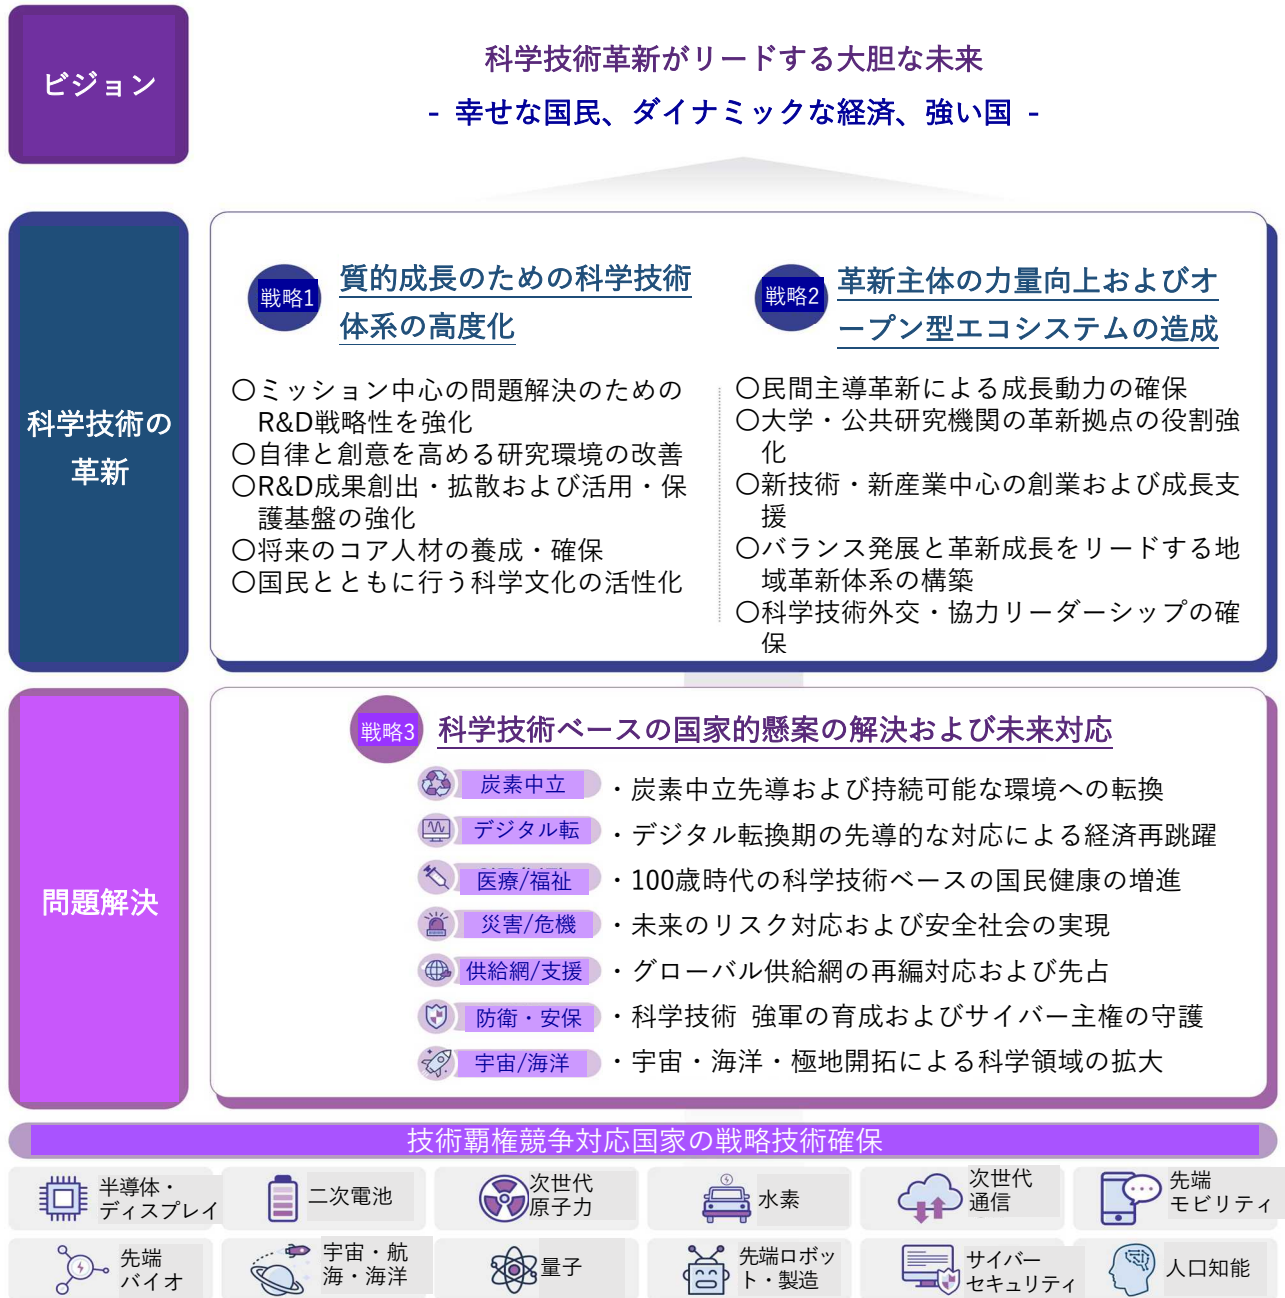 ビジョン
科学技術革新がリードする大胆な未来
- 幸せな国民、ダイナミックな経済、強い国 -
科学技術の
革新
戦略1
質的成長のための科学技術
体系の高度化
〇ミッション中心の問題解決のための
R&D戦略性を強化
〇自律と創意を高める研究環境の改善
〇R&D成果創出・拡散および活用・保
護基盤の強化
〇将来のコア人材の養成・確保
〇国民とともに行う科学文化の活性化
戦略2
革新主体の力量向上およびオ
ープン型エコシステムの造成
〇民間主導革新による成長動力の確保
〇大学・公共研究機関の革新拠点の役割強
化
〇新技術・新産業中心の創業および成長支
援
〇バランス発展と革新成長をリードする地
域革新体系の構築
〇科学技術外交・協力リーダーシップの確
保
問題解決
戦略3
科学技術ベースの国家的懸案の解決および未来対応
炭素中立 ・炭素中立先導および持続可能な環境への転換
デジタル転 ・デジタル転換期の先導的な対応による経済再跳躍
医療/福祉 ・100歳時代の科学技術ベースの国民健康の増進
災害/危機 ・未来のリスク対応および安全社会の実現
供給網/支援 ・グローバル供給網の再編対応および先占
防衛・安保 ・科学技術 強軍の育成およびサイバー主権の守護
宇宙/海洋 ・宇宙・海洋・極地開拓による科学領域の拡大
技術覇権競争対応国家の戦略技術確保
半導体・
ディスプレイ
二次電池
次世代
原子力
水素
次世代
通信
先端
モビリティ
先端
バイオ
宇宙・航
海・海洋
量子
先端ロボッ
ト・製造
サイバー
セキュリティ
人口知能